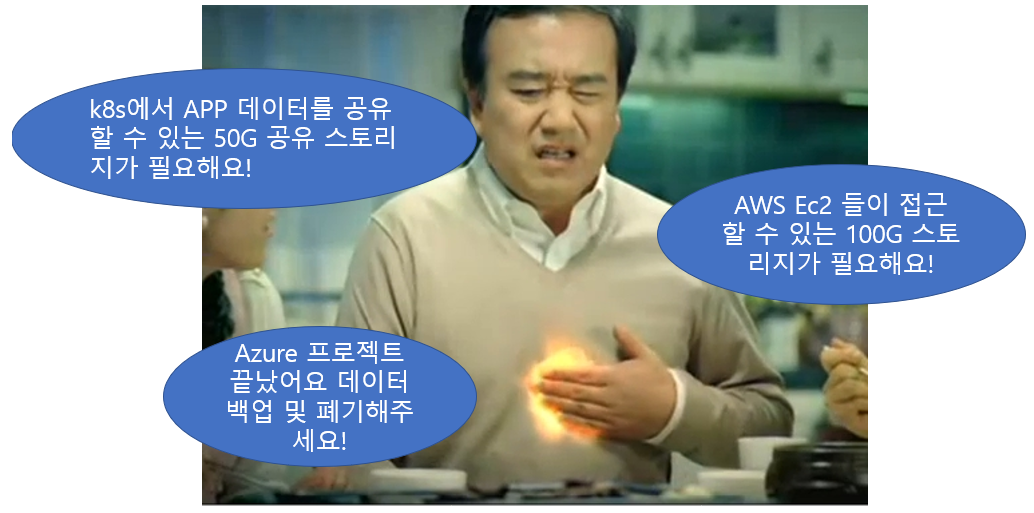 k8s에서 APP 데이터를 공유
할 수 있는 50G 공유 스토리
지가 필요해요!
AWS Ec2 들이 접근
할 수 있는 100G 스토
리지가 필요해요!
Azure 프로젝트
끝났어요 데이터
백업 및 폐기해주
세요!